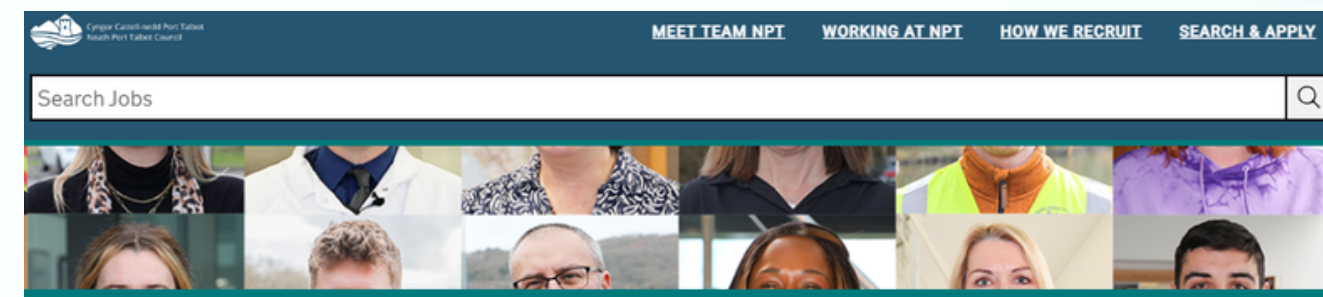 Cyngor Castell-nedd Port Talbot
Neath Port Talbot Council
MEET TEAM NPT WORKING AT NPT HOW WE RECRUIT SEARCH & APPLY
Search Jobs